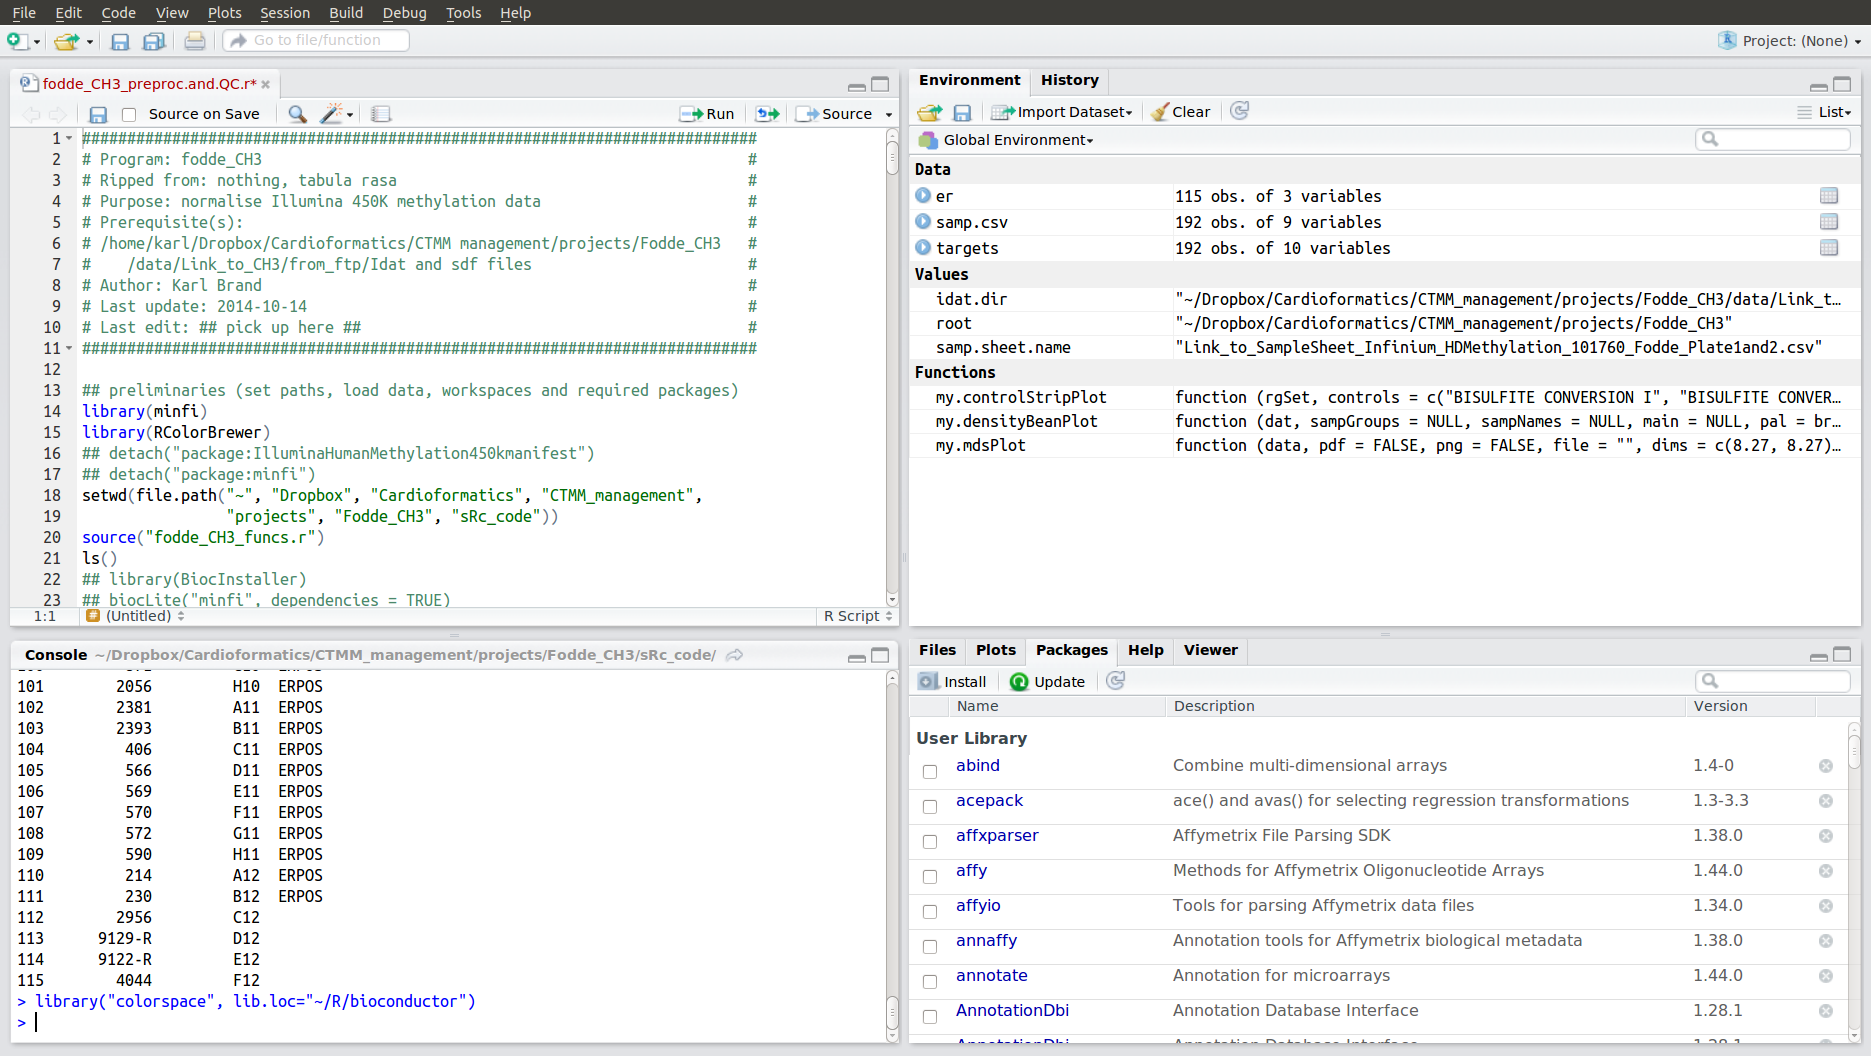 File Edit Code View Plots Session Build Debug Tools Help
Go to file/function
Project: (None)
fodde_CH3_preproc.and.QC.r*
Source on Save Run Source
1 ###########################################################################
2 # Program: fodde_CH3 #
3 # Ripped from: nothing, tabula rasa #
4 # Purpose: normalise Illumina 450K methylation data #
5 # Prerequisite(s): #
6 # /home/karl/Dropbox/Cardioformatics/CTMM management/projects/Fodde_CH3 #
7 # /data/Link_to_CH3/from_ftp/Idat and sdf files #
8 # Author: Karl Brand #
9 # Last update: 2014-10-14 #
10 # Last edit: ## pick up here ## #
11 ###########################################################################
12
13 ## preliminaries (set paths, load data, workspaces and required packages)
14 library(minfi)
15 library(RColorBrewer)
16 ## detach("package:IlluminaHumanMethylation450kmanifest")
17 ## detach("package:minfi")
18 setwd(file.path("~", "Dropbox", "Cardioformatics", "CTMM_management",
19 "projects", "Fodde_CH3", "sRc_code"))
20 source("fodde_CH3_funcs.r")
21 ls()
22 ## library(BiocInstaller)
23 ## biocLite("minfi", dependencies = TRUE)
1:1 (Untitled) R Script
Console ~/Dropbox/Cardioformatics/CTMM_management/projects/Fodde_CH3/sRc_code/
101 2056 H10 ERPOS
102 2381 A11 ERPOS
103 2393 B11 ERPOS
104 406 C11 ERPOS
105 566 D11 ERPOS
106 569 E11 ERPOS
107 570 F11 ERPOS
108 572 G11 ERPOS
109 590 H11 ERPOS
110 214 A12 ERPOS
111 230 B12 ERPOS
112 2956 C12
113 9129-R D12
114 9122-R E12
115 4044 F12
> library("colorspace", lib.loc="~/R/bioconductor")
>
Environment History
Import Dataset Clear List
Global Environment
Data
er 115 obs. of 3 variables
samp.csv 192 obs. of 9 variables
targets 192 obs. of 10 variables
Values
idat.dir "~/Dropbox/Cardioformatics/CTMM_management/projects/Fodde_CH3/data/Link_t…
root "~/Dropbox/Cardioformatics/CTMM_management/projects/Fodde_CH3"
samp.sheet.name "Link_to_SampleSheet_Infinium_HDMethylation_101760_Fodde_Plate1and2.csv"
Functions
my.controlStripPlot function (rgSet, controls = c("BISULFITE CONVERSION I", "BISULFITE CONVER…
my.densityBeanPlot function (dat, sampGroups = NULL, sampNames = NULL, main = NULL, pal = br…
my.mdsPlot function (data, pdf = FALSE, png = FALSE, file = "", dims = c(8.27, 8.27)…
Files Plots Packages Help Viewer
Install Update
Name Description Version
User Library
abind Combine multi-dimensional arrays 1.4-0
acepack ace() and avas() for selecting regression transformations 1.3-3.3
affxparser Affymetrix File Parsing SDK 1.38.0
affy Methods for Affymetrix Oligonucleotide Arrays 1.44.0
affyio Tools for parsing Affymetrix data files 1.34.0
annaffy Annotation tools for Affymetrix biological metadata 1.38.0
annotate Annotation for microarrays 1.44.0
AnnotationDbi Annotation Database Interface 1.28.1